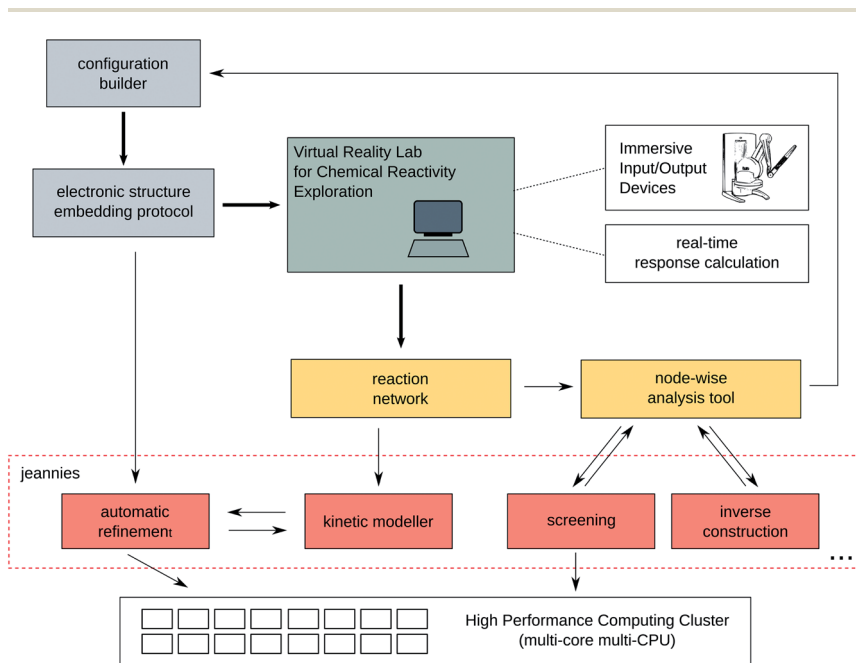 configuration
builder
electronic structure
embedding protocol
Virtual Reality Lab
for Chemical Reactivity
Exploration
Immersive
Input/Output
Devices
real-time
response calculation
reaction
network
node-wise
analysis tool
jeannies
automatic
refinement
kinetic modeller
screening
inverse
construction
...
High Performance Computing Cluster
(multi-core multi-CPU)